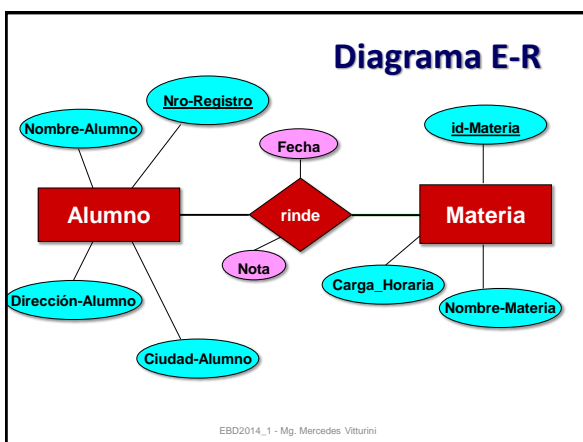 Diagrama E-R
Nro-Registro
Nombre-Alumno
id-Materia
Fecha
Alumno
rinde
Materia
Nota
Carga_Horaria
Dirección-Alumno
Nombre-Materia
Ciudad-Alumno
EBD2014_1 - Mg. Mercedes Vitturini